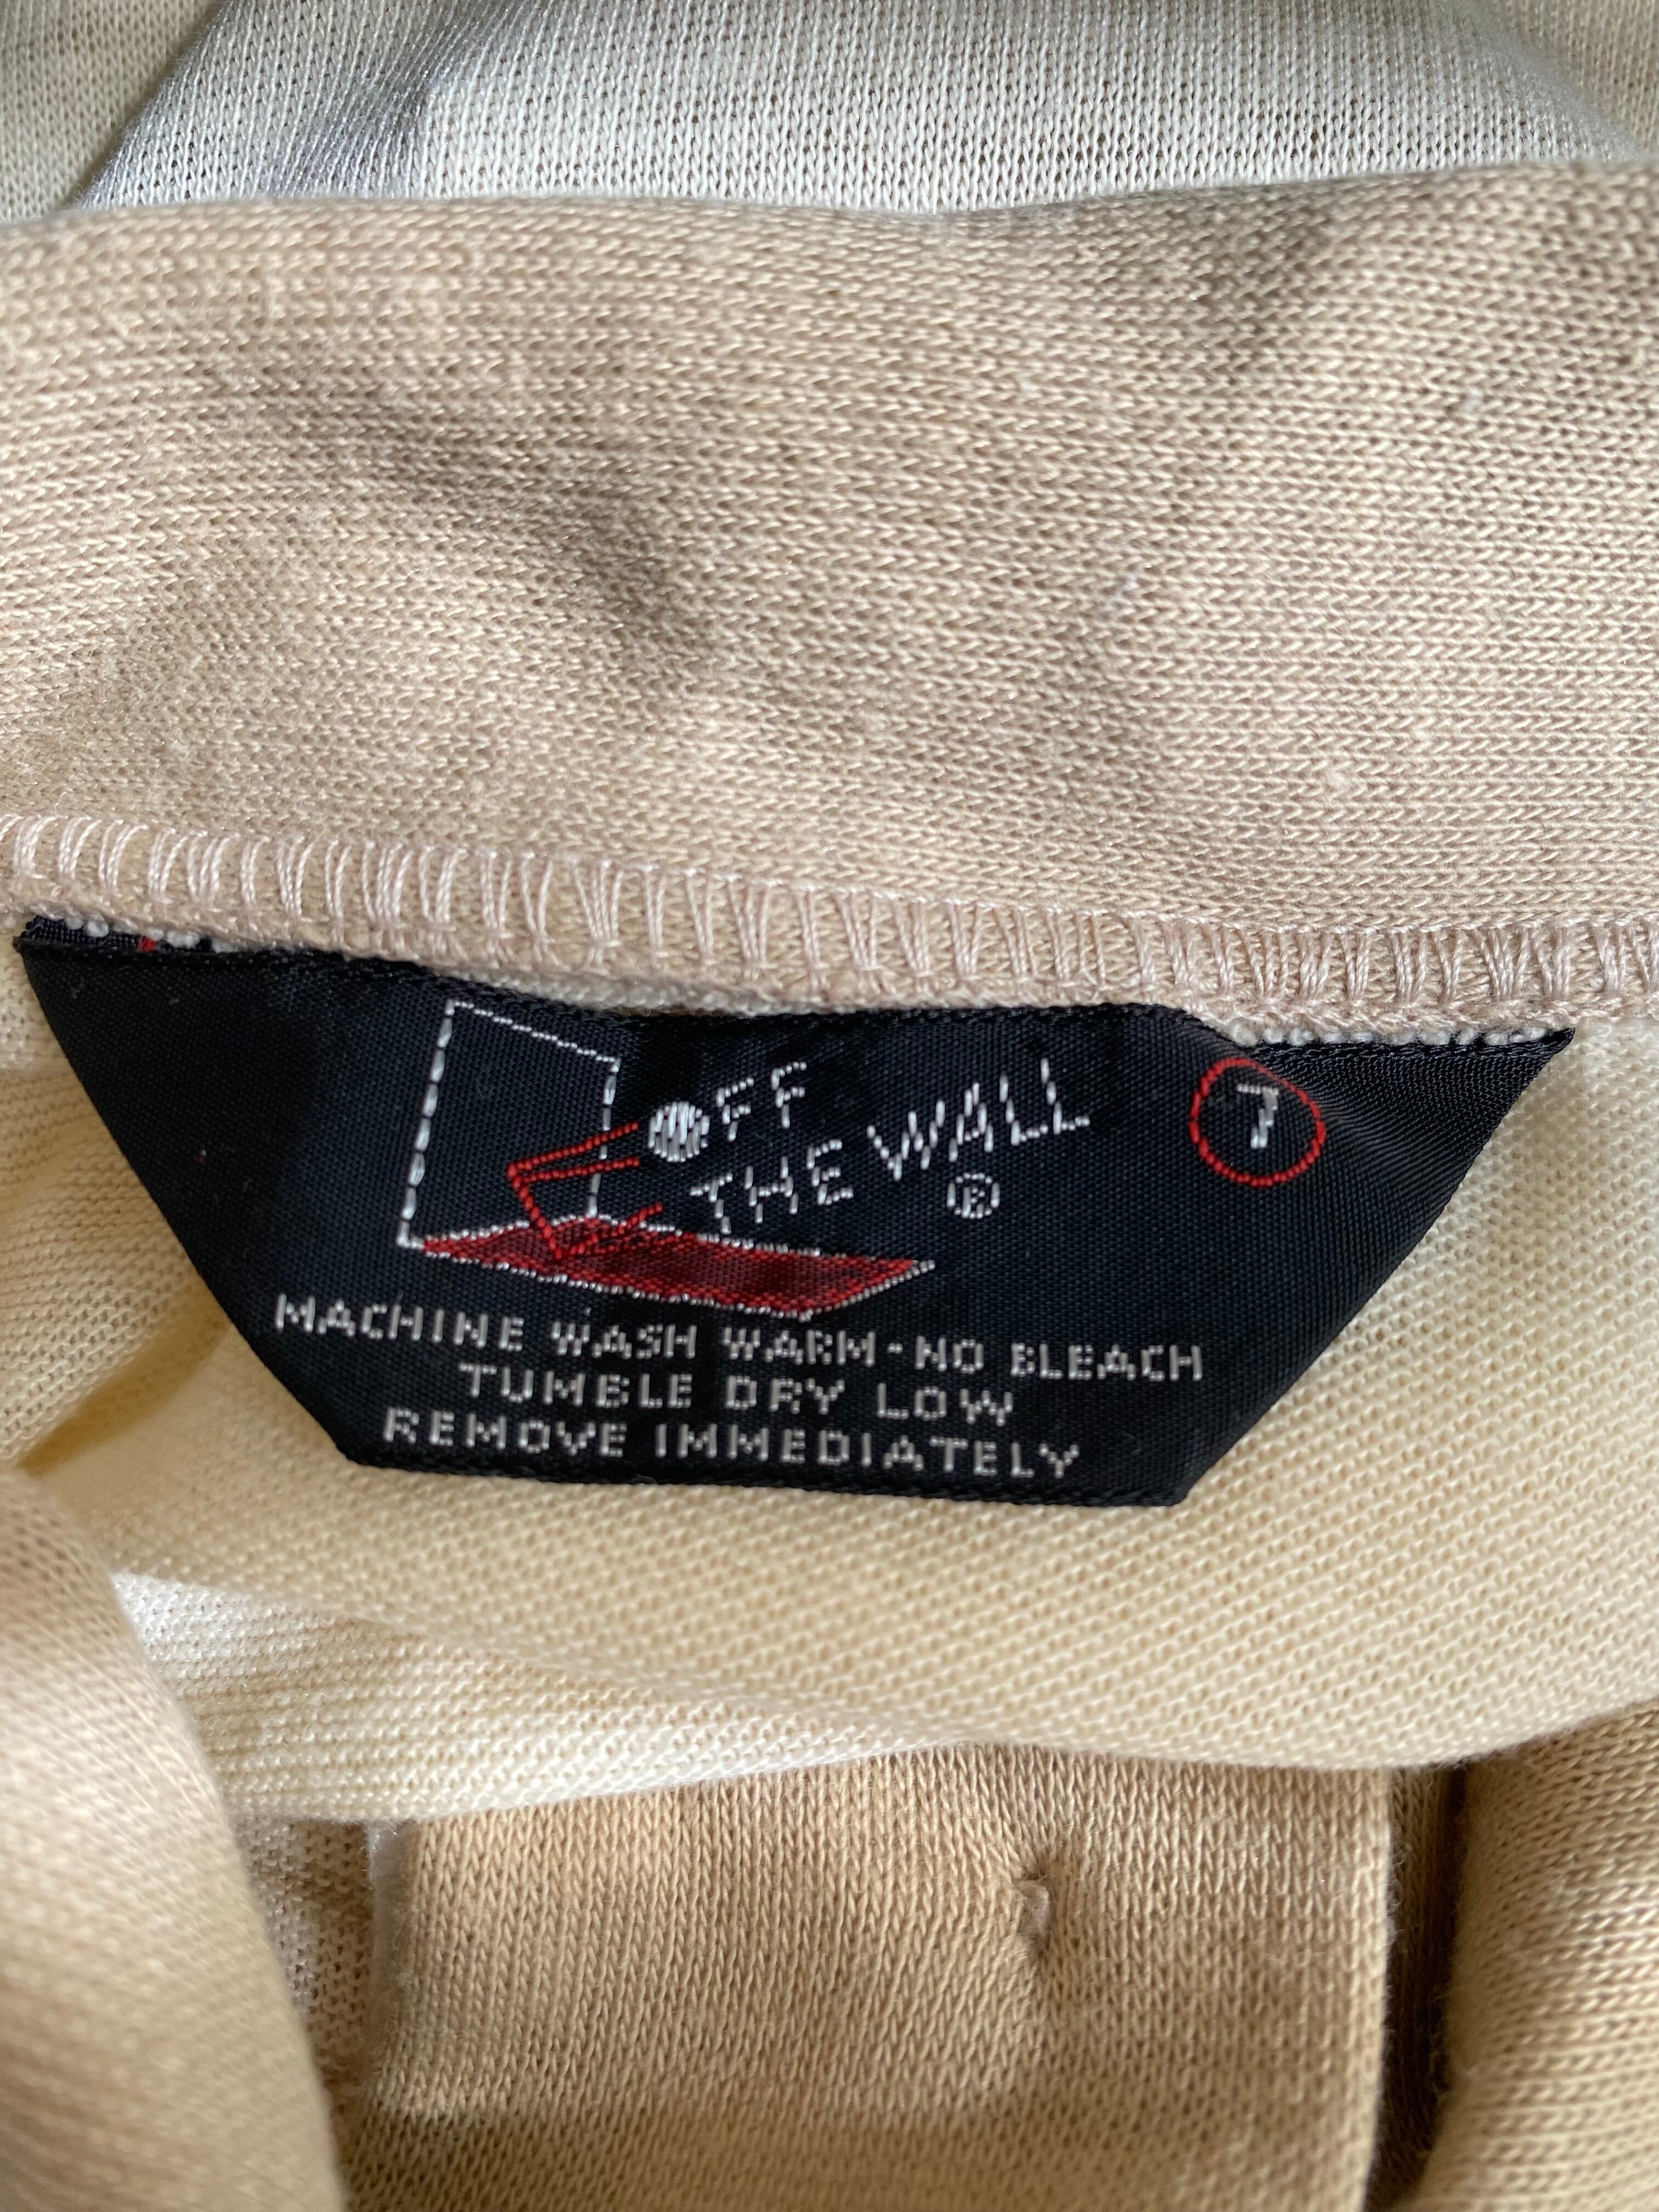 OFF
THE WALL
®
7
MACHINE WASH WARM-NO BLEACH
TUMBLE DRY LOW
REMOVE IMMEDIATELY